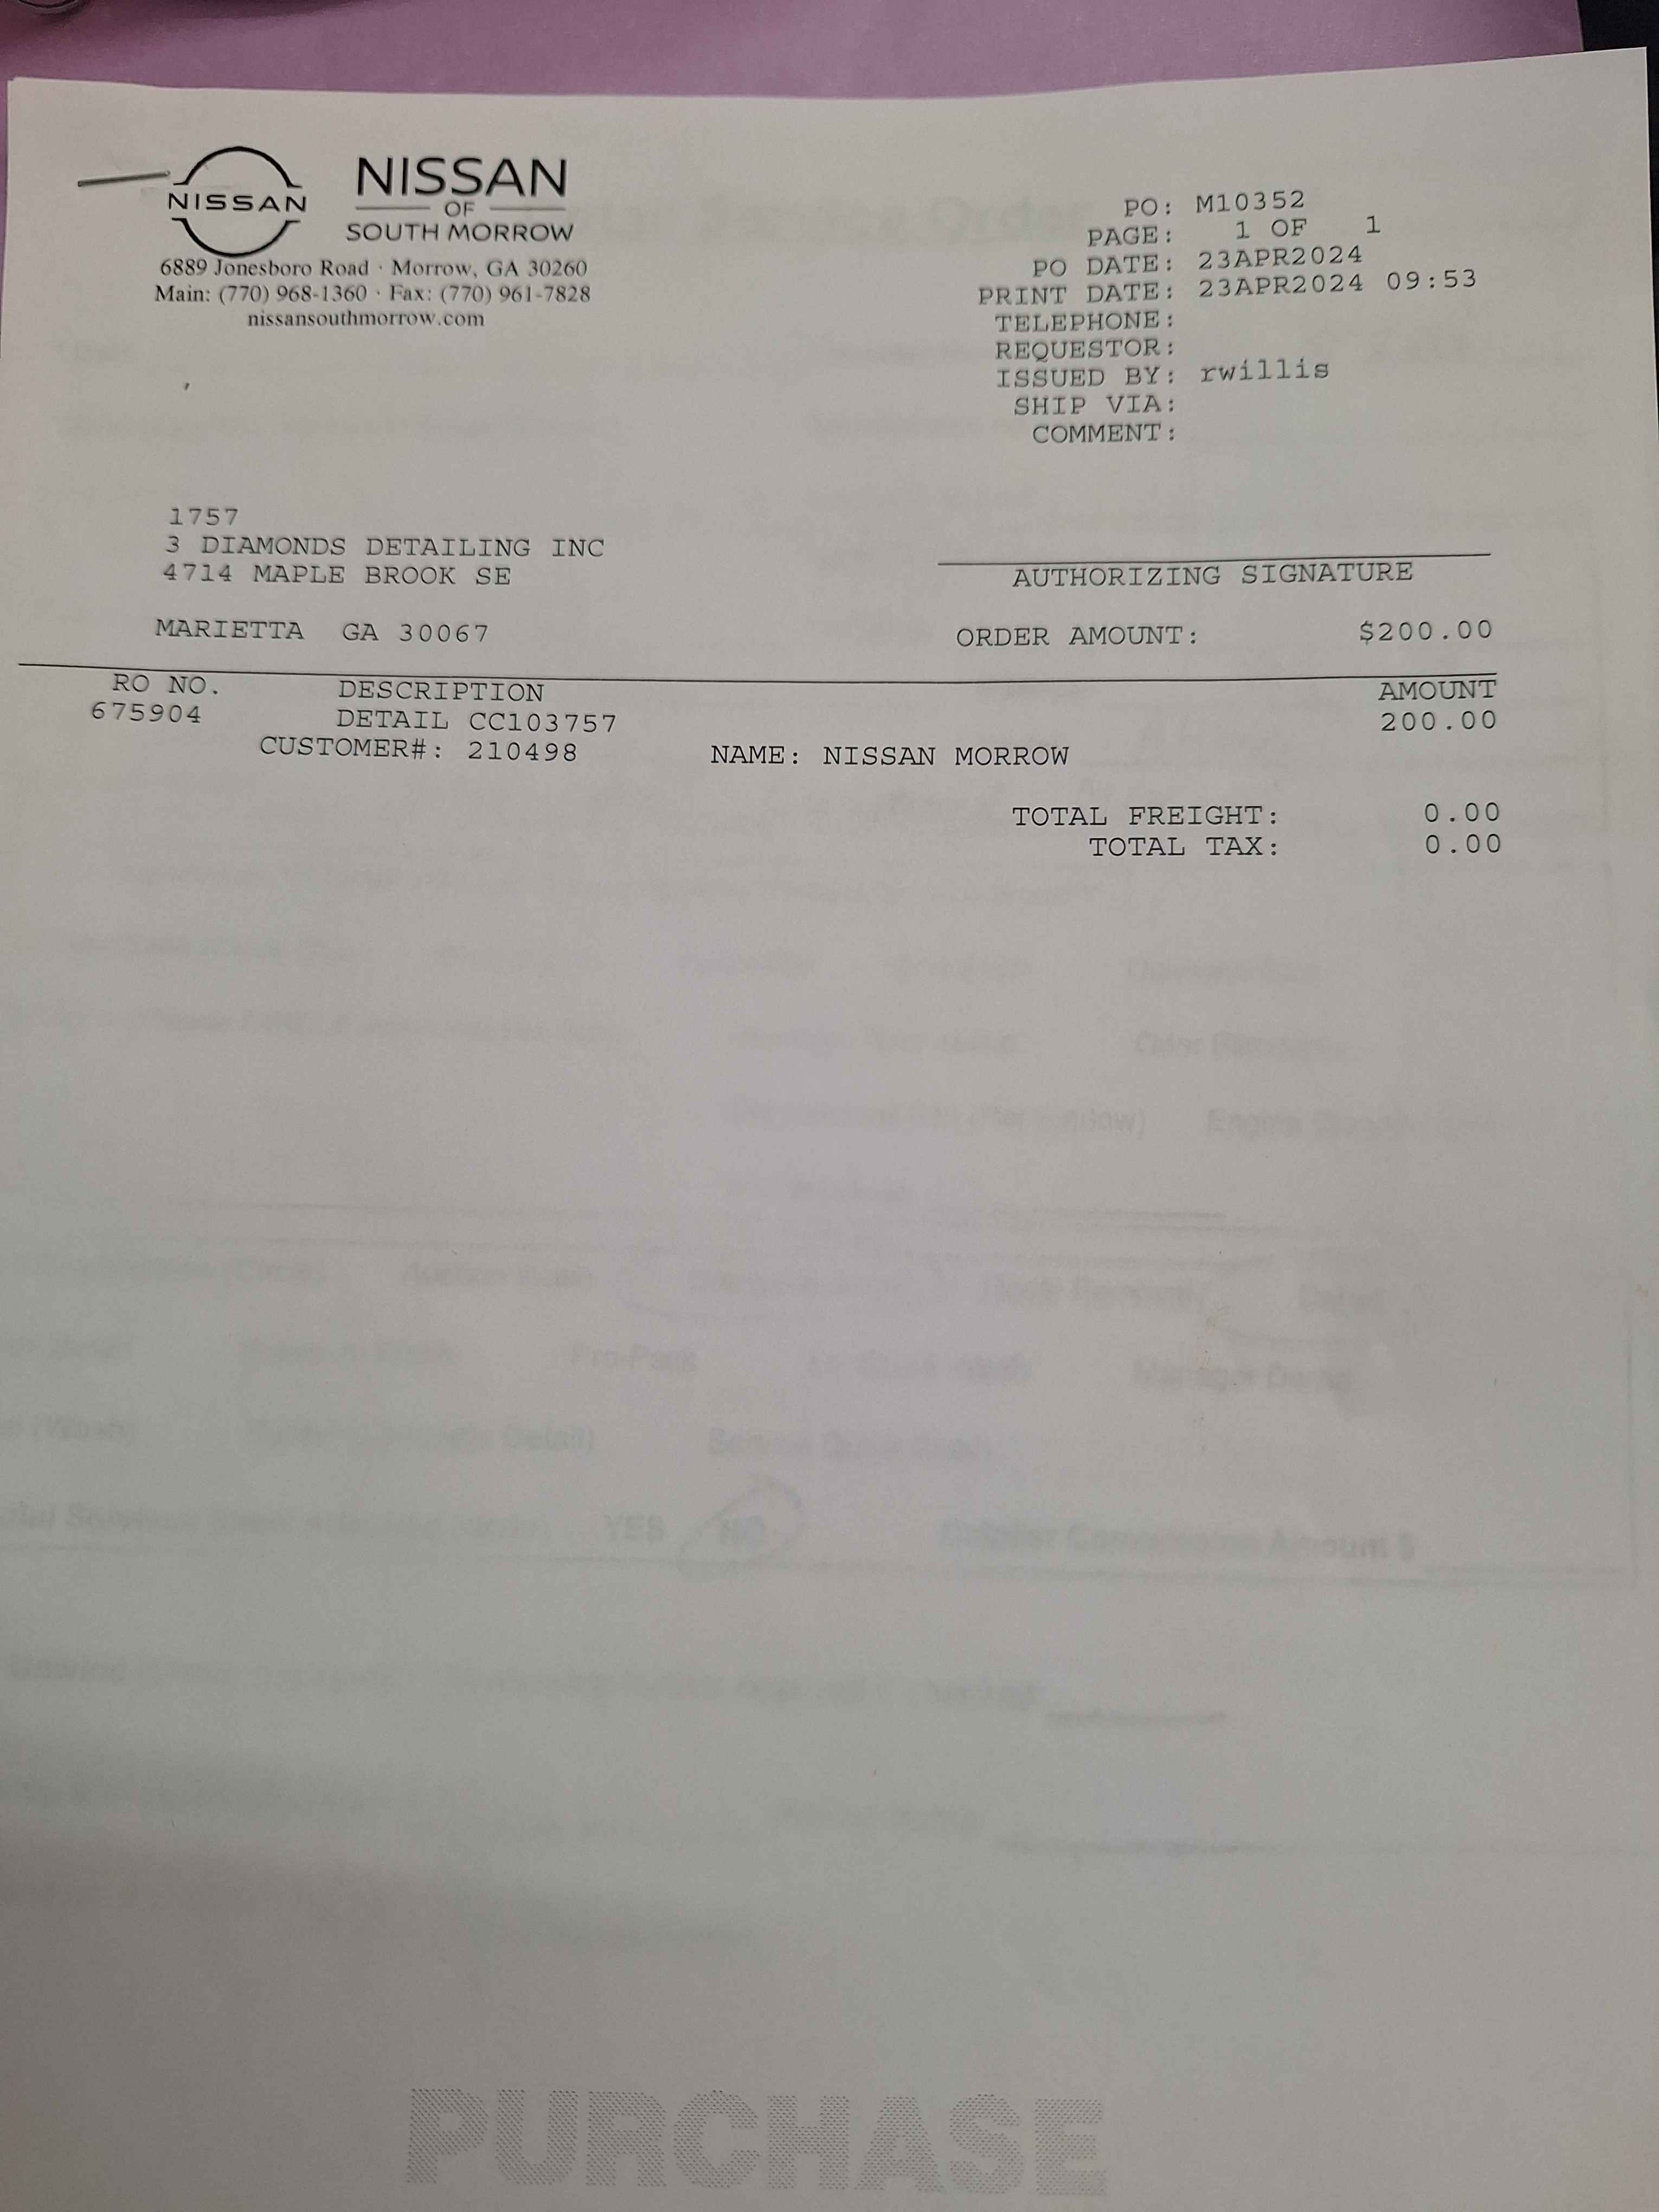 NISSAN
NISSAN
OF
SOUTH MORROW
6889 Jonesboro Road · Morrow, GA 30260
Main: (770) 968-1360 · Fax: (770) 961-7828
nissansouthmorrow.com
PO: M10352
PAGE: 1 OF 1
PO DATE: 23APR2024
PRINT DATE: 23APR2024 09:53
TELEPHONE:
REQUESTOR:
ISSUED BY: rwillis
SHIP VIA:
COMMENT:
1757
3 DIAMONDS DETAILING INC
4714 MAPLE BROOK SE
MARIETTA GA 30067
AUTHORIZING SIGNATURE
ORDER AMOUNT: $200.00
RO NO. DESCRIPTION AMOUNT
675904 DETAIL CC103757 200.00
CUSTOMER#: 210498 NAME: NISSAN MORROW
TOTAL FREIGHT: 0.00
TOTAL TAX: 0.00
YES NO
PURCHASE